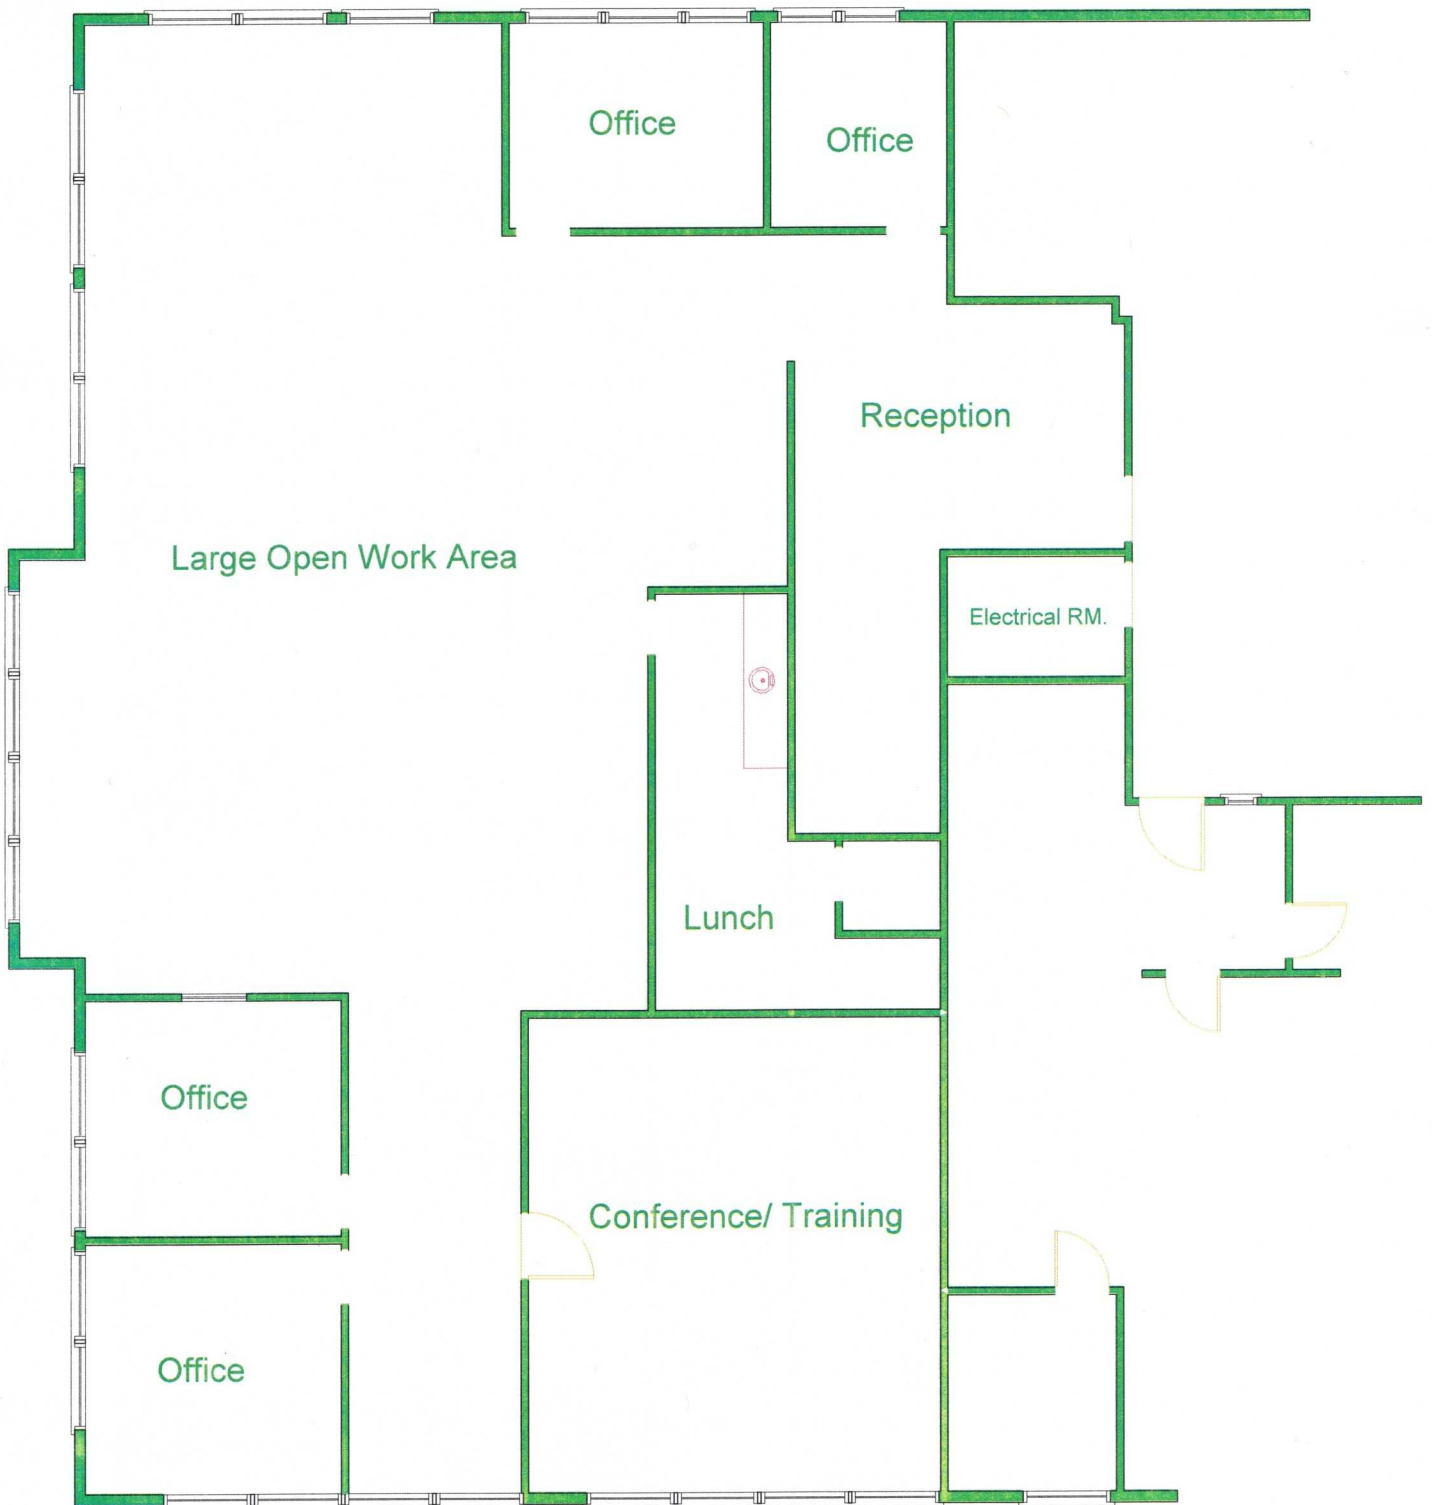 Office
Office
Reception
Large Open Work Area
Electrical RM.
Lunch
Office
Conference/ Training
Office